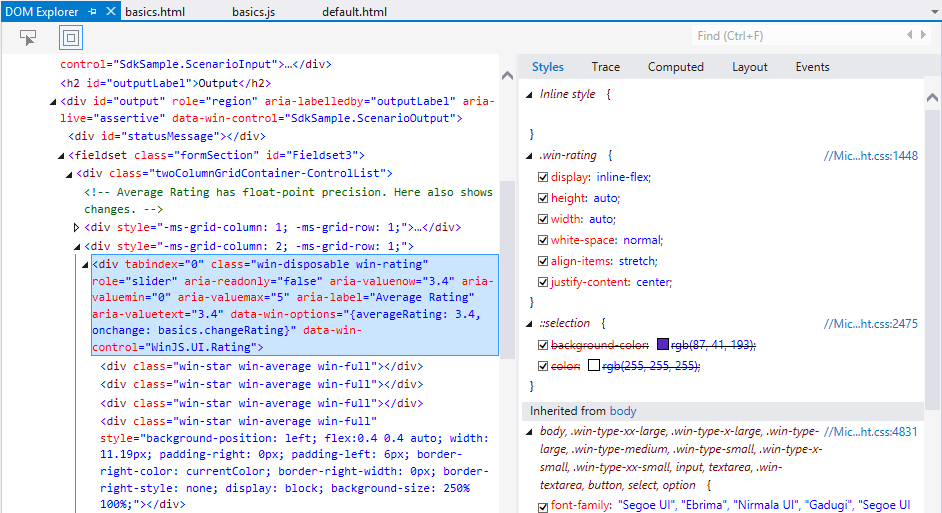 DOM Explorer basics.html basics.js default.html
Find (Ctrl+F)
control="SdkSample.ScenarioInput">…</div>
<h2 id="outputLabel">Output</h2>
<div id="output" role="region" aria-labelledby="outputLabel" aria-
live="assertive" data-win-control="SdkSample.ScenarioOutput">
<div id="statusMessage"></div>
<fieldset class="formSection" id="Fieldset3">
<div class="twoColumnGridContainer-ControlList">
<!-- Average Rating has float-point precision. Here also shows
changes. -->
<div style="-ms-grid-column: 1; -ms-grid-row: 1;">…</div>
<div style="-ms-grid-column: 2; -ms-grid-row: 1;">
<div tabindex="0" class="win-disposable win-rating"
role="slider" aria-readonly="false" aria-valuenow="3.4" aria-
valuemin="0" aria-valuemax="5" aria-label="Average Rating"
aria-valuetext="3.4" data-win-options="{averageRating: 3.4,
onchange: basics.changeRating}" data-win-
control="WinJS.UI.Rating">
<div class="win-star win-average win-full"></div>
<div class="win-star win-average win-full"></div>
<div class="win-star win-average win-full"></div>
<div class="win-star win-average win-full"
style="background-position: left; flex:0.4 0.4 auto; width:
11.19px; padding-right: 0px; padding-left: 6px; border-
right-color: currentColor; border-right-width: 0px; border-
right-style: none; display: block; background-size: 250%
100%;"></div>
Styles Trace Computed Layout Events
Inline style {
}
.win-rating { //Mic...ht.css:1448
display: inline-flex;
height: auto;
width: auto;
white-space: normal;
align-items: stretch;
justify-content: center;
}
::selection { //Mic...ht.css:2475
background-color: rgb(87, 41, 193);
color: rgb(255, 255, 255);
}
Inherited from body
body, .win-type-xx-large, .win-type-x-large, .win-type- //Mic...ht.css:4831
large, .win-type-medium, .win-type-small, .win-type-x-
small, .win-type-xx-small, input, textarea, .win-
textarea, button, select, option {
font-family: "Segoe UI", "Ebrima", "Nirmala UI", "Gadugi", "Segoe UI